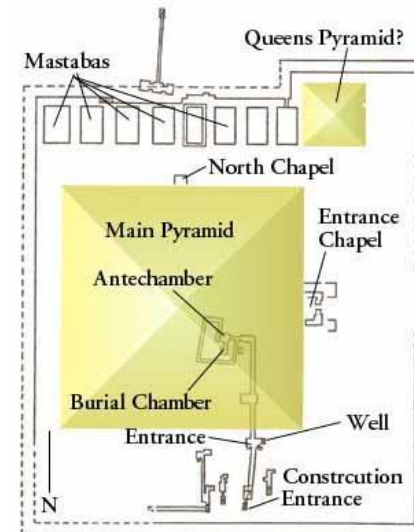 Queens Pyramid?
Mastabas
North Chapel
Main Pyramid
Entrance
Chapel
Antechamber
Burial Chamber
Entrance
Well
Constrcution
Entrance
N